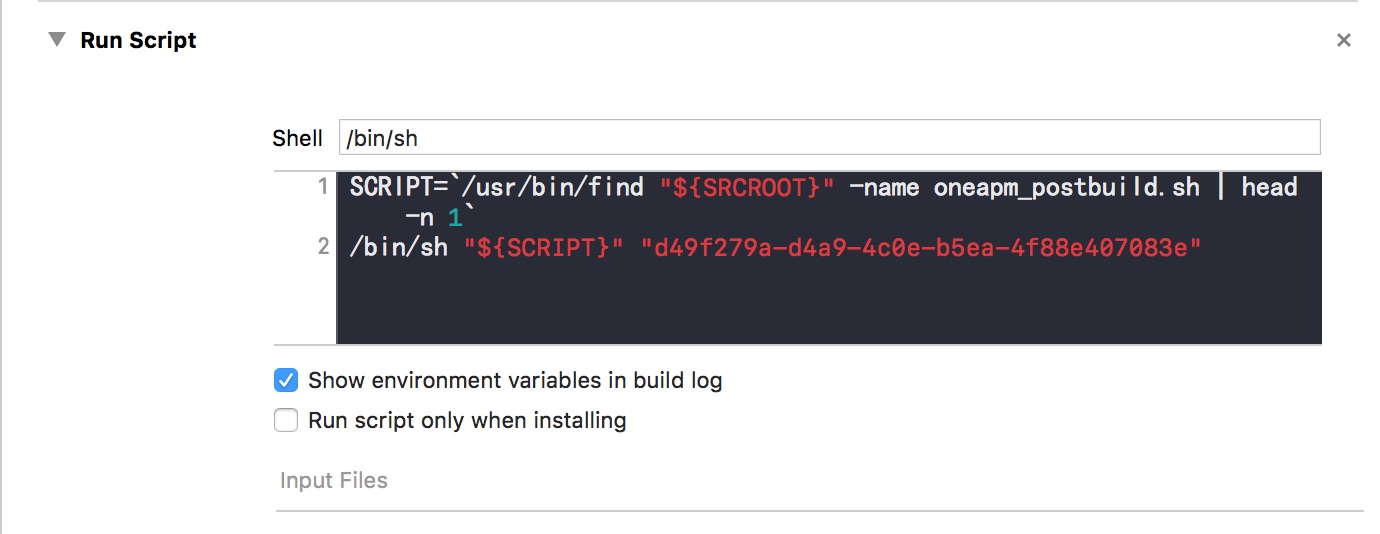 Run Script
Shell /bin/sh
1 SCRIPT=`/usr/bin/find "${SRCROOT}" -name oneapm_postbuild.sh | head
-n 1`
2 /bin/sh "${SCRIPT}" "d49f279a-d4a9-4c0e-b5ea-4f88e407083e"
Show environment variables in build log
Run script only when installing
Input Files